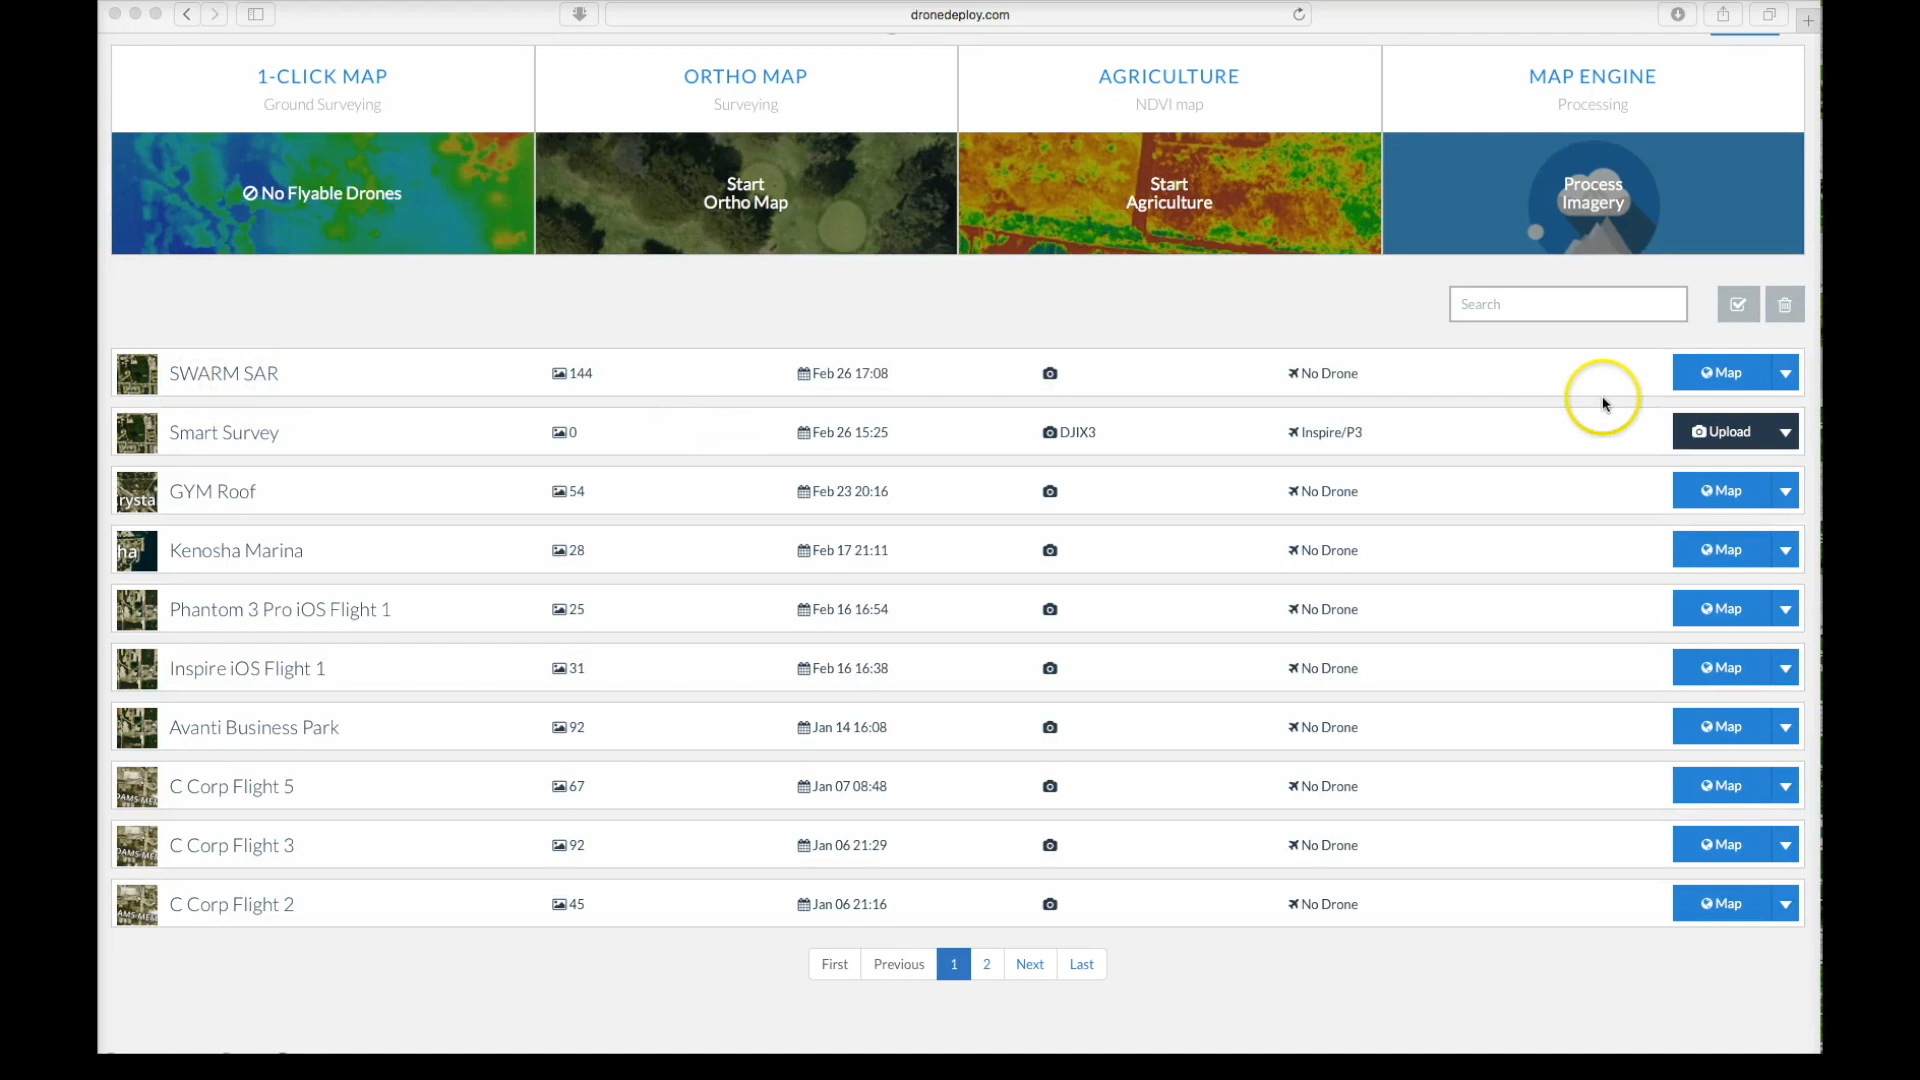 dronedeploy.com
1-CLICK MAP
Ground Surveying
ORTHO MAP
Surveying
AGRICULTURE
NDVI map
MAP ENGINE
Processing
No Flyable Drones
Start
Ortho Map
Start
Agriculture
Process
Imagery
Search
SWARM SAR 144 Feb 26 17:08 No Drone Map
Smart Survey 0 Feb 26 15:25 DJIX3 Inspire/P3 Upload
rysta GYM Roof 54 Feb 23 20:16 No Drone Map
ha Kenosha Marina 28 Feb 17 21:11 No Drone Map
Phantom 3 Pro iOS Flight 1 25 Feb 16 16:54 No Drone Map
Inspire iOS Flight 1 31 Feb 16 16:38 No Drone Map
Avanti Business Park 92 Jan 14 16:08 No Drone Map
C Corp Flight 5 67 Jan 07 08:48 No Drone Map
C Corp Flight 3 92 Jan 06 21:29 No Drone Map
C Corp Flight 2 45 Jan 06 21:16 No Drone Map
First Previous 1 2 Next Last